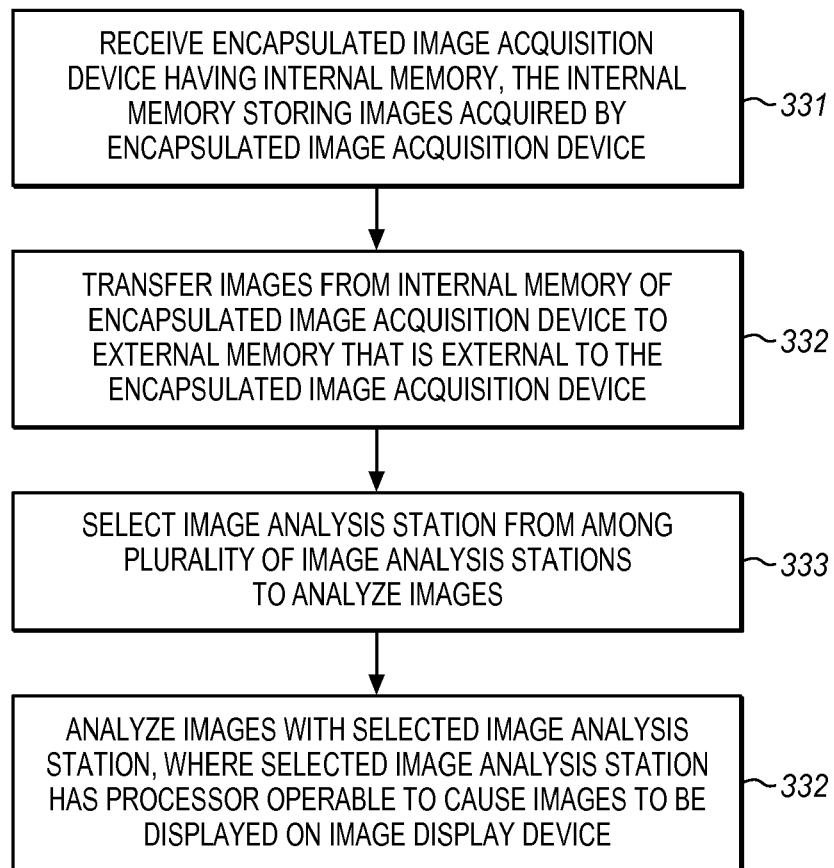 RECEIVE ENCAPSULATED IMAGE ACQUISITION
DEVICE HAVING INTERNAL MEMORY, THE INTERNAL
MEMORY STORING IMAGES ACQUIRED BY
ENCAPSULATED IMAGE ACQUISITION DEVICE
331
TRANSFER IMAGES FROM INTERNAL MEMORY OF
ENCAPSULATED IMAGE ACQUISITION DEVICE TO
EXTERNAL MEMORY THAT IS EXTERNAL TO THE
ENCAPSULATED IMAGE ACQUISITION DEVICE
332
SELECT IMAGE ANALYSIS STATION FROM AMONG
PLURALITY OF IMAGE ANALYSIS STATIONS
TO ANALYZE IMAGES
333
ANALYZE IMAGES WITH SELECTED IMAGE ANALYSIS
STATION, WHERE SELECTED IMAGE ANALYSIS STATION
HAS PROCESSOR OPERABLE TO CAUSE IMAGES TO BE
DISPLAYED ON IMAGE DISPLAY DEVICE
332